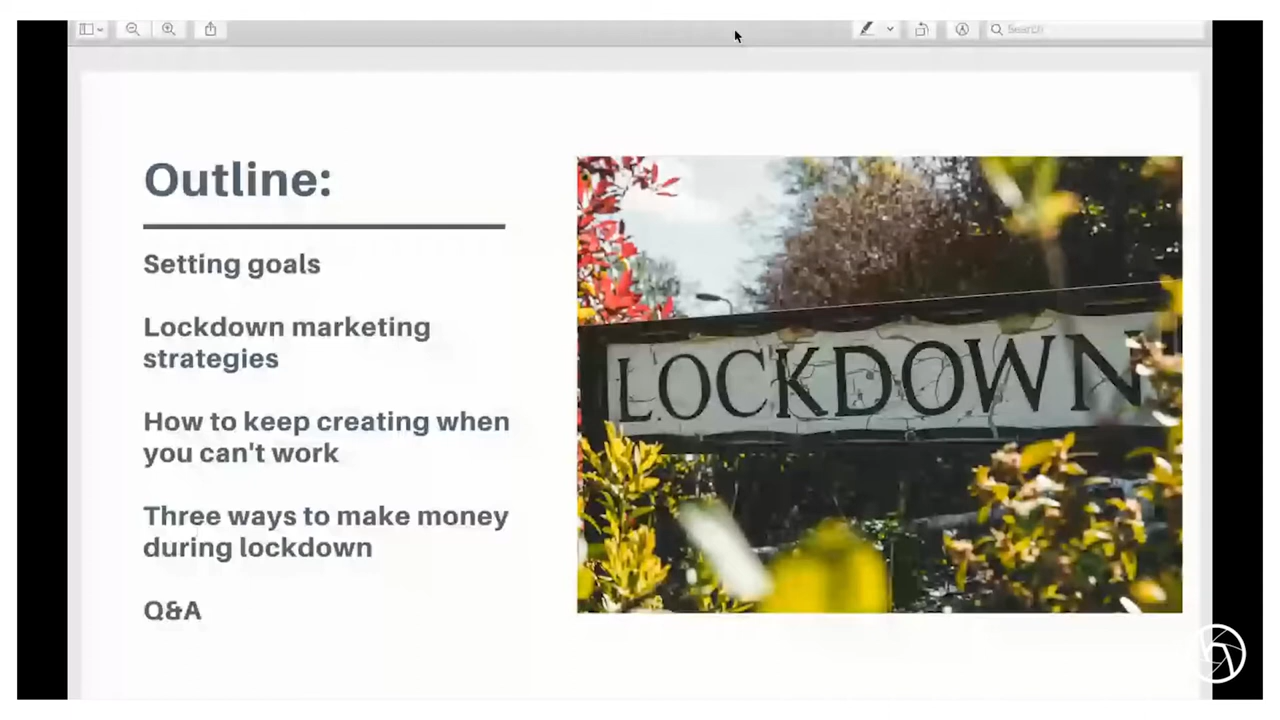 Search
Outline:
Setting goals
Lockdown marketing
strategies
How to keep creating when
you can't work
Three ways to make money
during lockdown
Q&A
LOCKDOWN